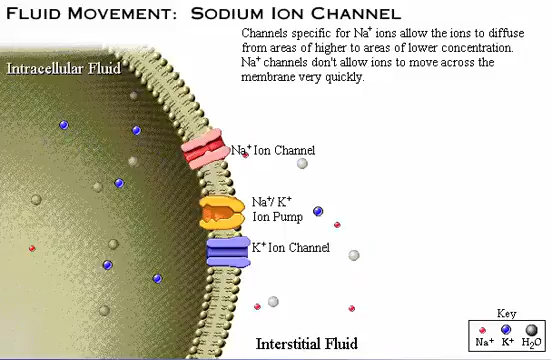 Fluid Movement: Sodium Ion Channel
Channels specific for Na⁺ ions allow the ions to diffuse
from areas of higher to areas of lower concentration.
Na⁺ channels don't allow ions to move across the
membrane very quickly.
Intracellular Fluid
Na⁺ Ion Channel
Na⁺/ K⁺
Ion Pump
K⁺ Ion Channel
Interstitial Fluid
Key
Na⁺ K⁺ H₂O